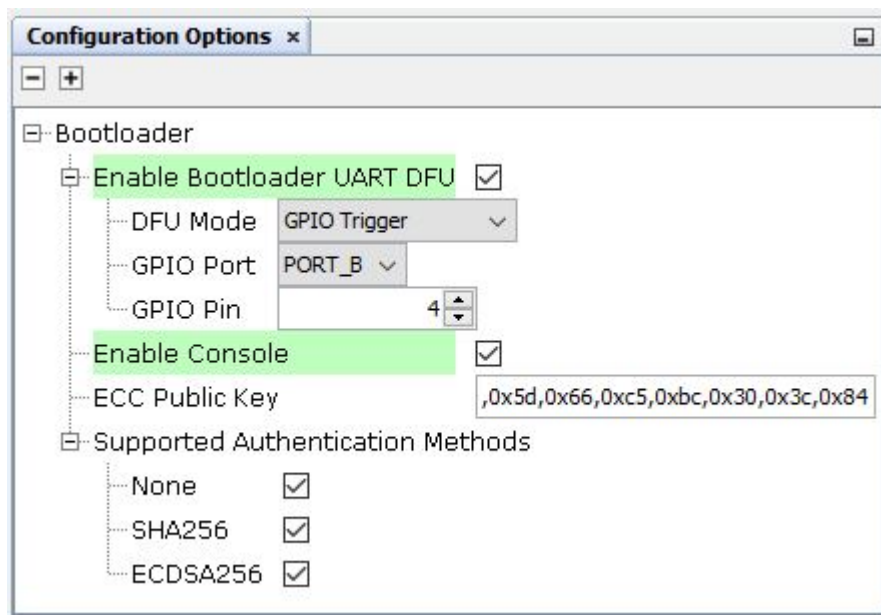 Configuration Options ×
Bootloader
Enable Bootloader UART DFU
DFU Mode GPIO Trigger
GPIO Port PORT_B
GPIO Pin 4
Enable Console
ECC Public Key ,0x5d,0x66,0xc5,0xbc,0x30,0x3c,0x84
Supported Authentication Methods
None
SHA256
ECDSA256